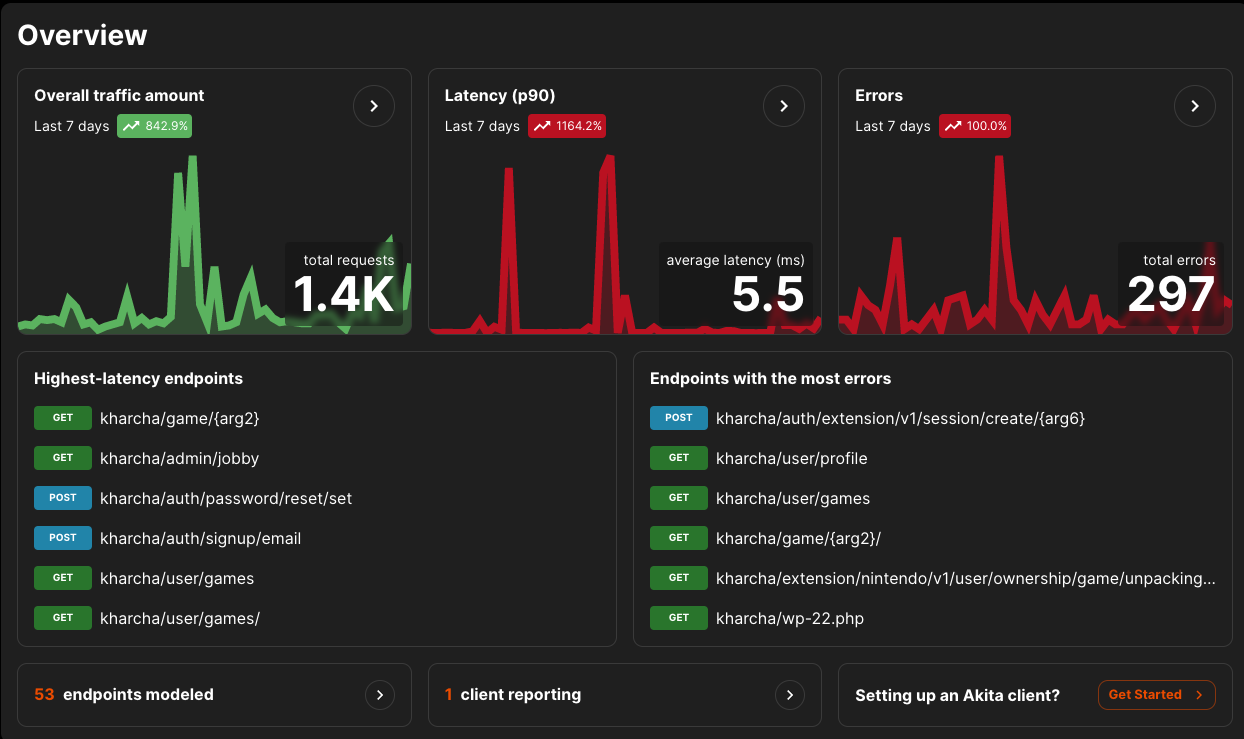 Overview
Overall traffic amount
Last 7 days 842.9%
total requests
1.4K
Latency (p90)
Last 7 days 1164.2%
average latency (ms)
5.5
Errors
Last 7 days 100.0%
total errors
297
Highest-latency endpoints
GET kharcha/game/{arg2}
GET kharcha/admin/jobby
POST kharcha/auth/password/reset/set
POST kharcha/auth/signup/email
GET kharcha/user/games
GET kharcha/user/games/
Endpoints with the most errors
POST kharcha/auth/extension/v1/session/create/{arg6}
GET kharcha/user/profile
GET kharcha/user/games
GET kharcha/game/{arg2}/
GET kharcha/extension/nintendo/v1/user/ownership/game/unpacking...
GET kharcha/wp-22.php
53 endpoints modeled
1 client reporting
Setting up an Akita client? Get Started